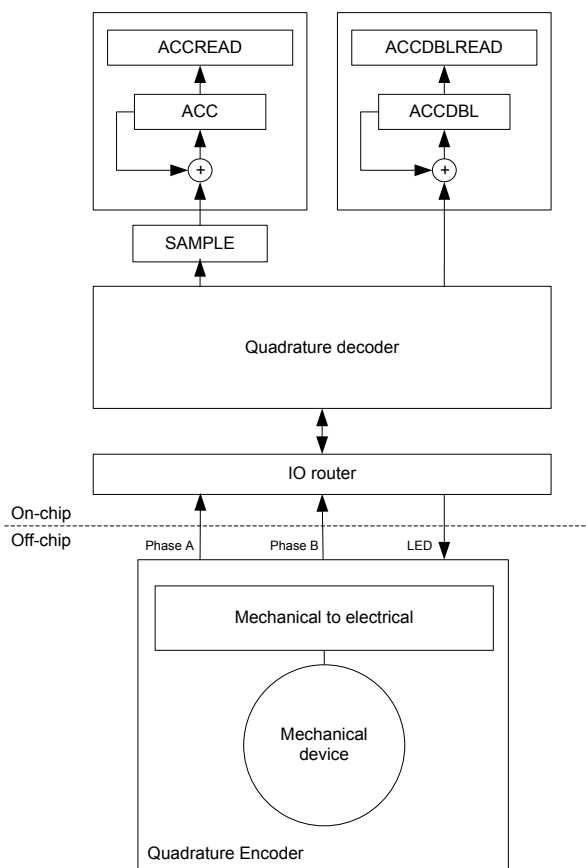 ACCREAD
ACCDBLREAD
ACC
ACCDBL
+
+
SAMPLE
Quadrature decoder
IO router
On-chip
Off-chip
Phase A
Phase B
LED
Mechanical to electrical
Mechanical
device
Quadrature Encoder